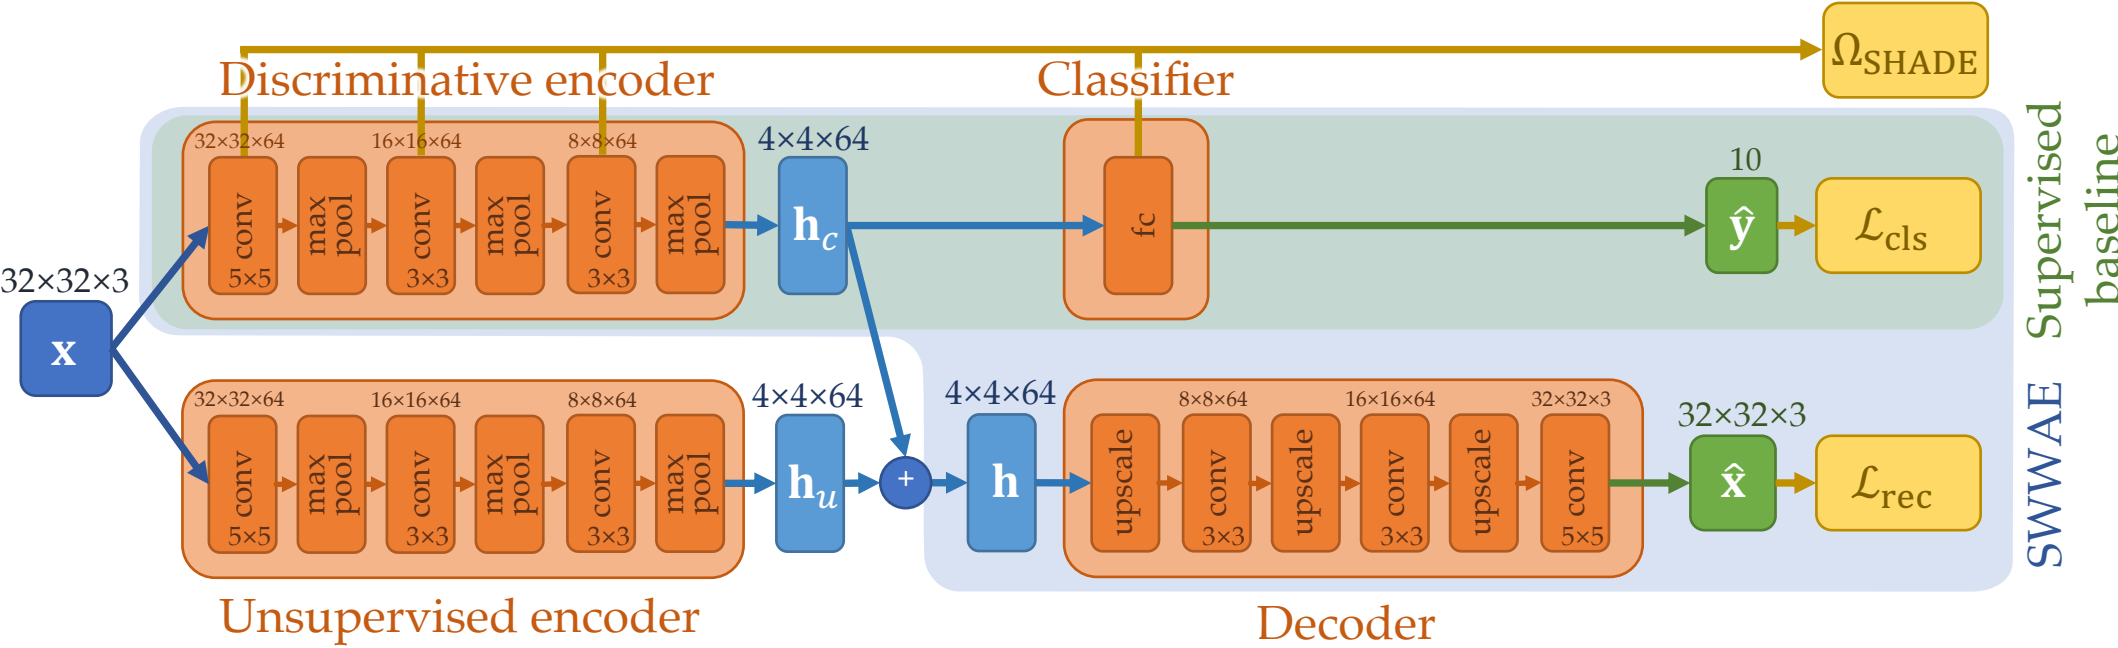 Ω_SHADE
Discriminative encoder
Classifier
32×32×64
16×16×64
8×8×64
4×4×64
conv
5×5
max
pool
conv
3×3
max
pool
conv
3×3
max
pool
h_c
fc
10
ŷ
ℒ_cls
Supervised
baseline
32×32×3
x
32×32×64
16×16×64
8×8×64
4×4×64
conv
5×5
max
pool
conv
3×3
max
pool
conv
3×3
max
pool
h_u
+
4×4×64
h
8×8×64
16×16×64
32×32×3
upscale
conv
3×3
upscale
conv
3×3
upscale
conv
5×5
32×32×3
x̂
ℒ_rec
SWWAE
Unsupervised encoder
Decoder